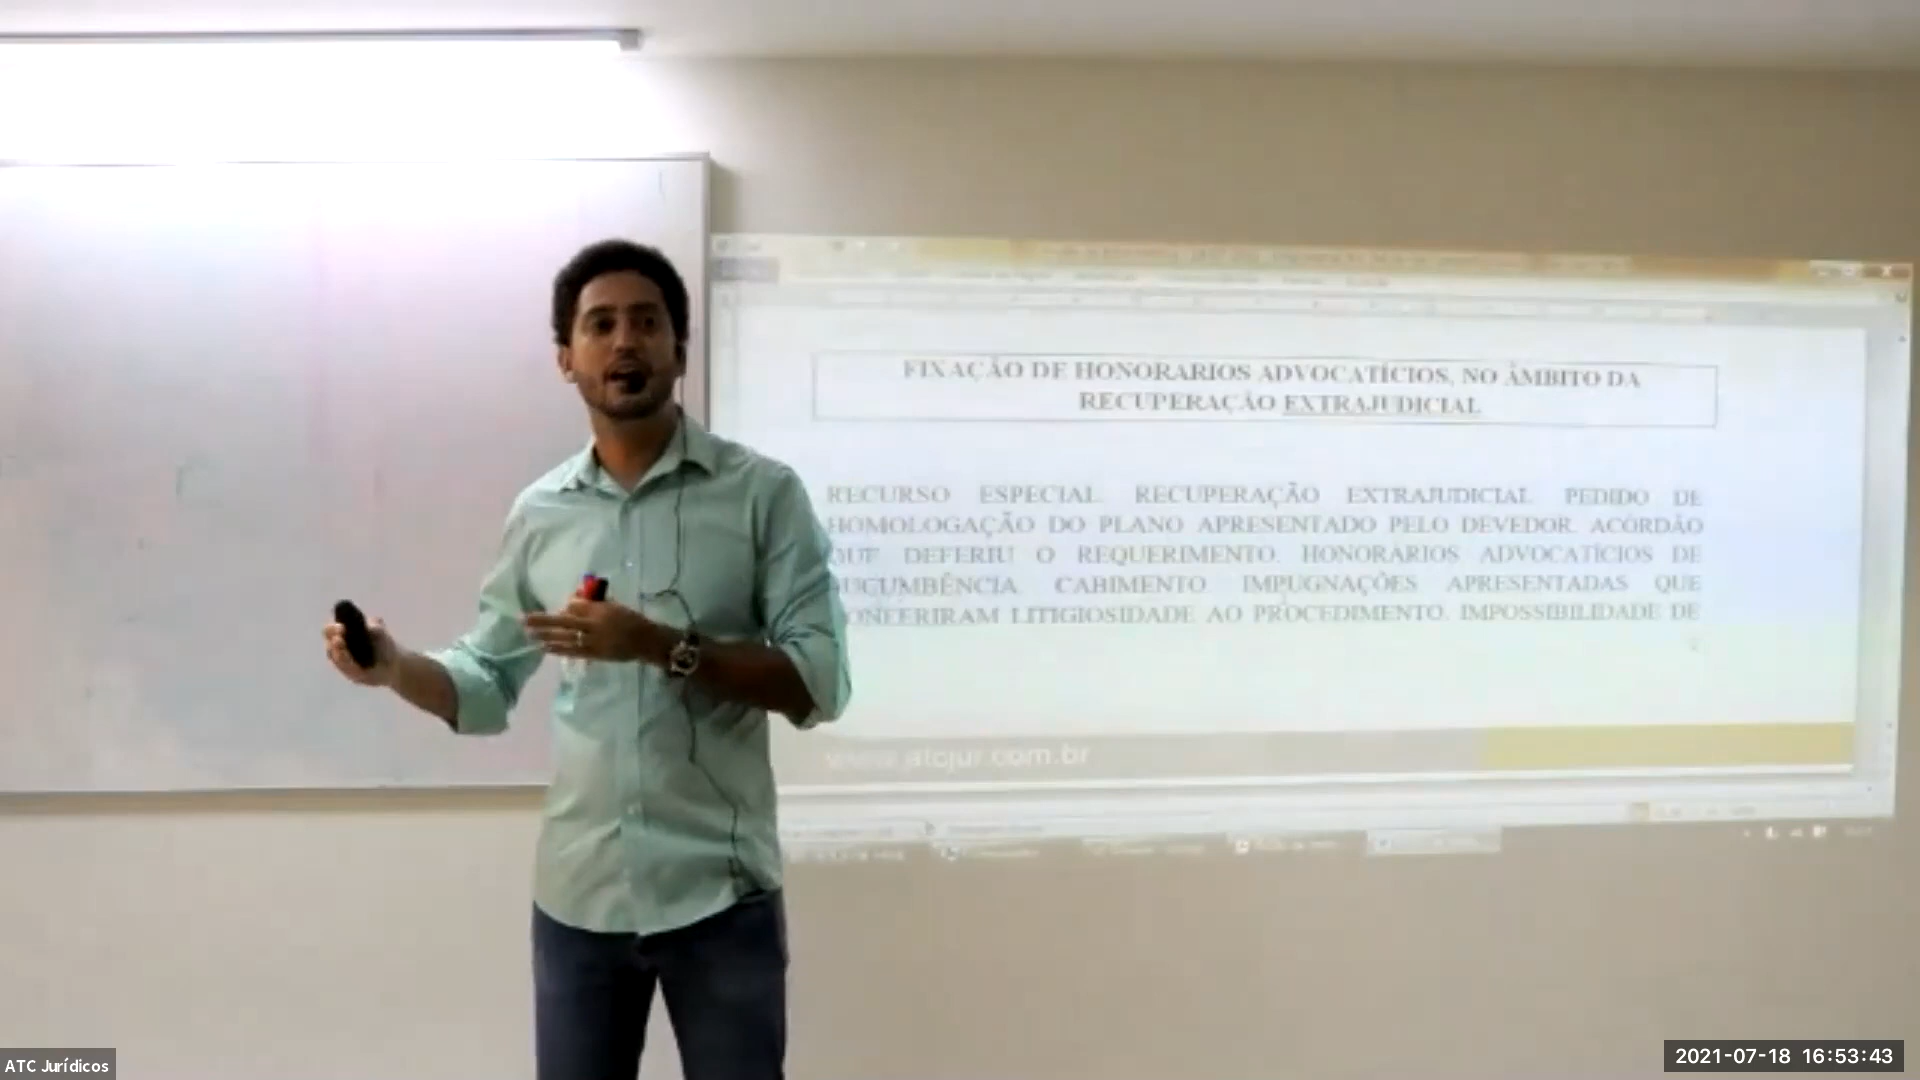 FIXAÇÃO DE HONORARIOS ADVOCATÍCIOS, NO ÂMBITO DA
RECUPERAÇÃO EXTRAJUDICIAL
RECURSO ESPECIAL. RECUPERAÇÃO EXTRAJUDICIAL. PEDIDO DE
HOMOLOGAÇÃO DO PLANO APRESENTADO PELO DEVEDOR. ACÓRDÃO
QUE DEFERIU O REQUERIMENTO. HONORÁRIOS ADVOCATÍCIOS DE
UCUMBÊNCIA. CABIMENTO. IMPUGNAÇÕES APRESENTADAS QUE
ONFERIRAM LITIGIOSIDADE AO PROCEDIMENTO. IMPOSSIBILIDADE DE
www.atcjur.com.br
ATC Jurídicos
2021-07-18 16:53:43